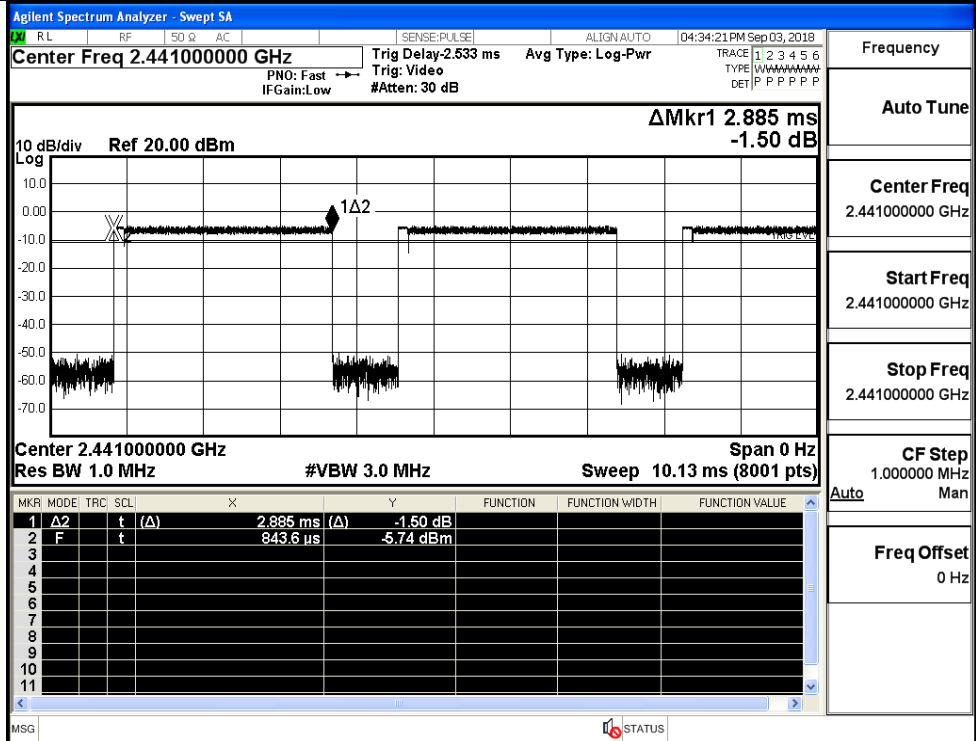 Agilent Spectrum Analyzer - Swept SA
LXI RL RF 50 Ω AC SENSE:PULSE ALIGN AUTO 04:34:21 PM Sep 03, 2018
Center Freq 2.441000000 GHz Trig Delay-2.533 ms Avg Type: Log-Pwr TRACE 1 2 3 4 5 6
PNO: Fast Trig: Video TYPE WWWWWW
IFGain:Low #Atten: 30 dB DET P P P P P P
ΔMkr1 2.885 ms
10 dB/div Ref 20.00 dBm -1.50 dB
Log
10.0
1Δ2
0.00
TRIG LVL
-10.0
-20.0
-30.0
-40.0
-50.0
-60.0
-70.0
Center 2.441000000 GHz Span 0 Hz
Res BW 1.0 MHz #VBW 3.0 MHz Sweep 10.13 ms (8001 pts)
MKR MODE TRC SCL X Y FUNCTION FUNCTION WIDTH FUNCTION VALUE
1 Δ2 t (Δ) 2.885 ms (Δ) -1.50 dB
2 F t 843.6 µs -5.74 dBm
3
4
5
6
7
8
9
10
11
MSG STATUS
Frequency
Auto Tune
Center Freq
2.441000000 GHz
Start Freq
2.441000000 GHz
Stop Freq
2.441000000 GHz
CF Step
1.000000 MHz
Auto Man
Freq Offset
0 Hz